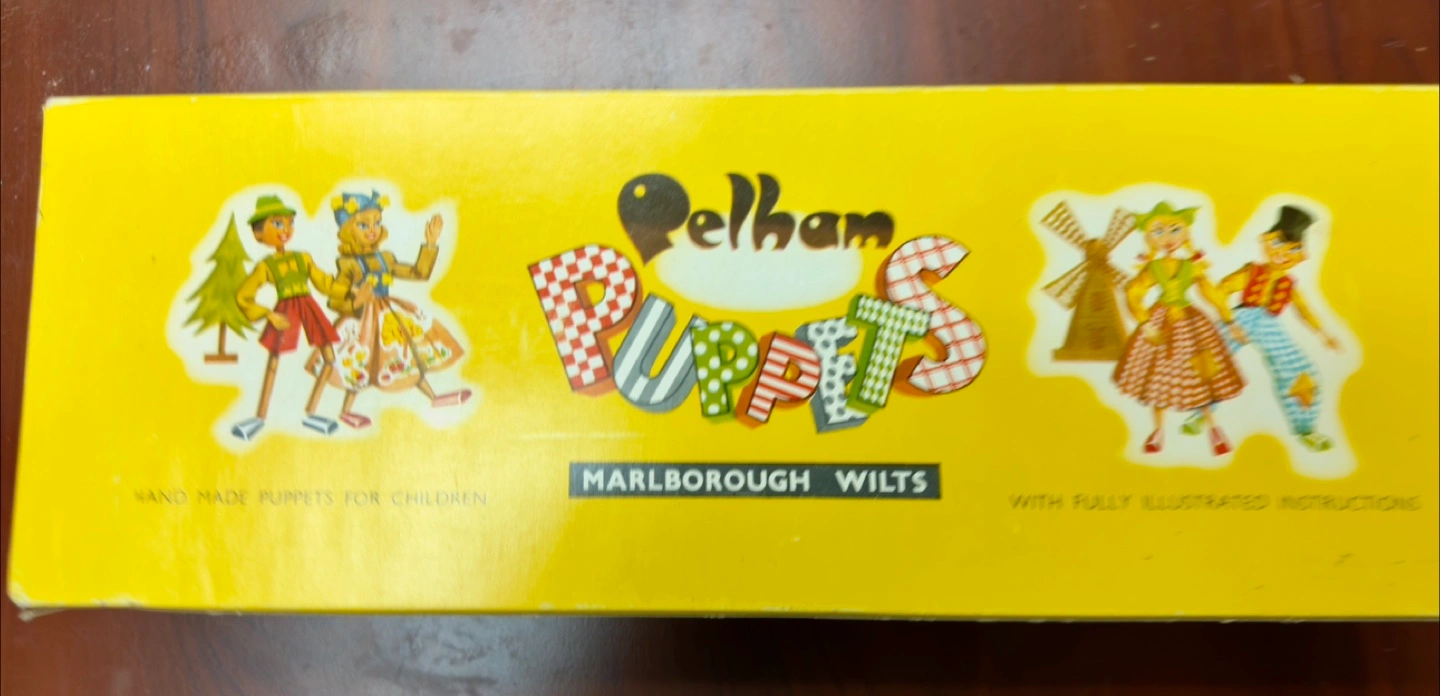 Pelham
PUPPETS
MARLBOROUGH WILTS
HAND MADE PUPPETS FOR CHILDREN
WITH FULLY ILLUSTRATED INSTRUCTIONS